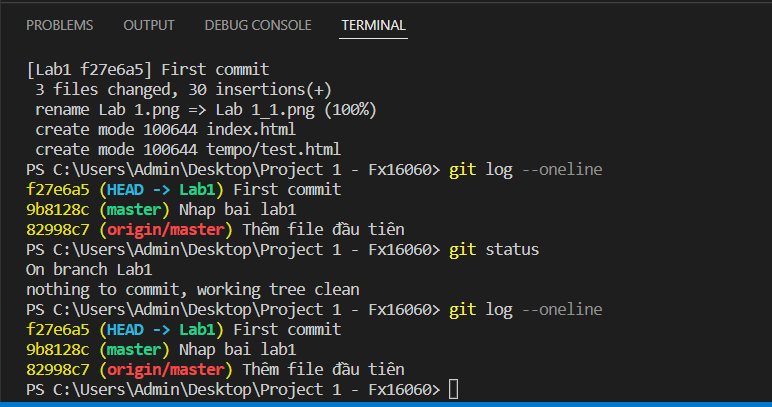 PROBLEMS OUTPUT DEBUG CONSOLE TERMINAL
[Lab1 f27e6a5] First commit
 3 files changed, 30 insertions(+)
 rename Lab 1.png => Lab 1_1.png (100%)
 create mode 100644 index.html
 create mode 100644 tempo/test.html
PS C:\Users\Admin\Desktop\Project 1 - Fx16060> git log --oneline
f27e6a5 (HEAD -> Lab1) First commit
9b8128c (master) Nhap bai lab1
82998c7 (origin/master) Thêm file đầu tiên
PS C:\Users\Admin\Desktop\Project 1 - Fx16060> git status
On branch Lab1
nothing to commit, working tree clean
PS C:\Users\Admin\Desktop\Project 1 - Fx16060> git log --oneline
f27e6a5 (HEAD -> Lab1) First commit
9b8128c (master) Nhap bai lab1
82998c7 (origin/master) Thêm file đầu tiên
PS C:\Users\Admin\Desktop\Project 1 - Fx16060>